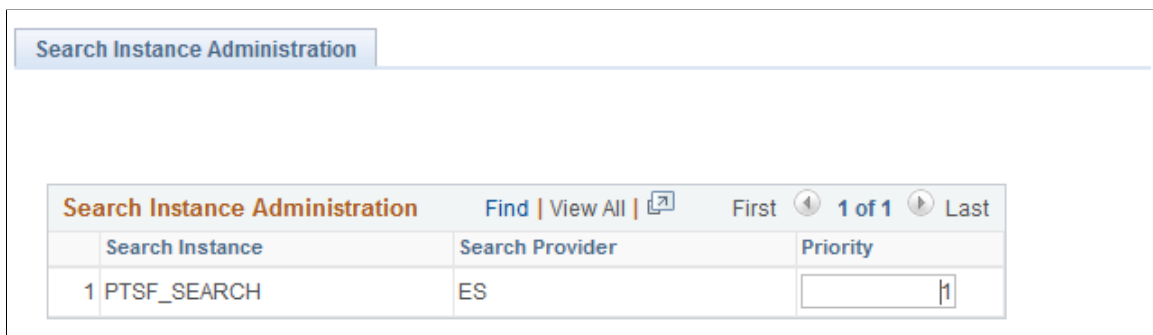 Search Instance Administration
Search Instance Administration Find | View All | First 1 of 1 Last
Search Instance Search Provider Priority
1 PTSF_SEARCH ES 1